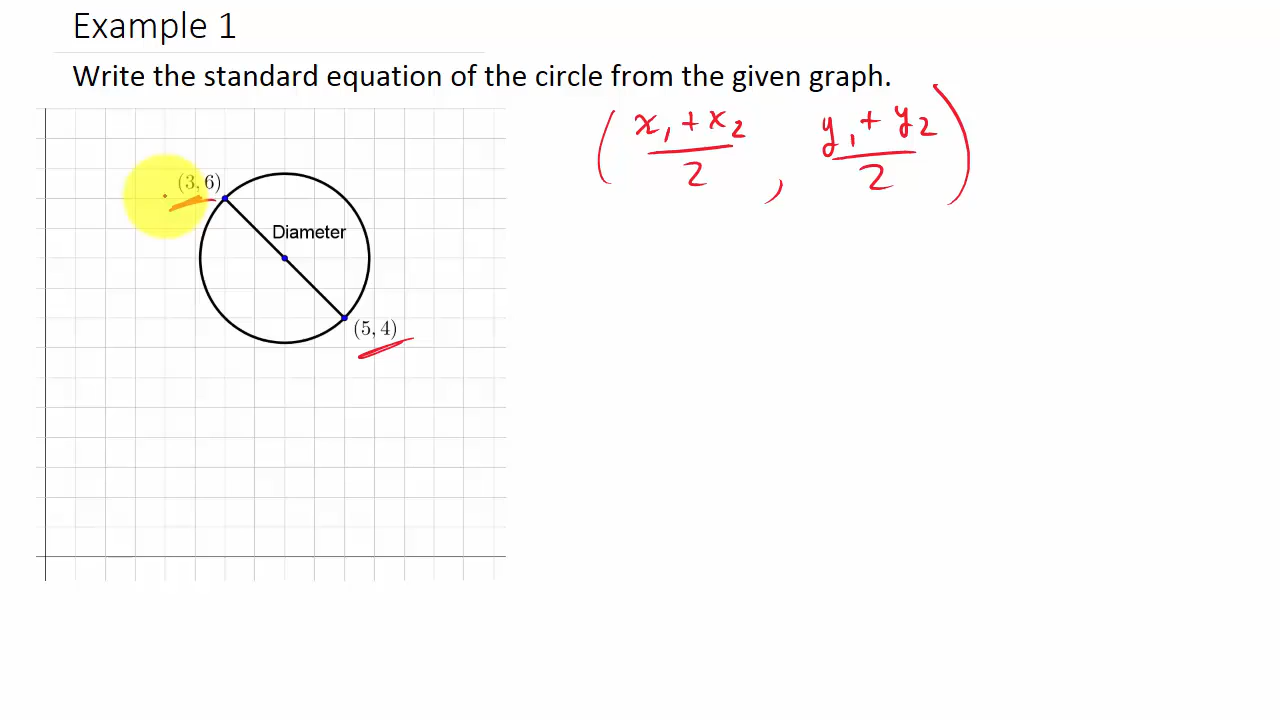 Example 1
Write the standard equation of the circle from the given graph.
(x₁ + x₂ / 2 , y₁ + y₂ / 2)
(3, 6)
Diameter
(5, 4)